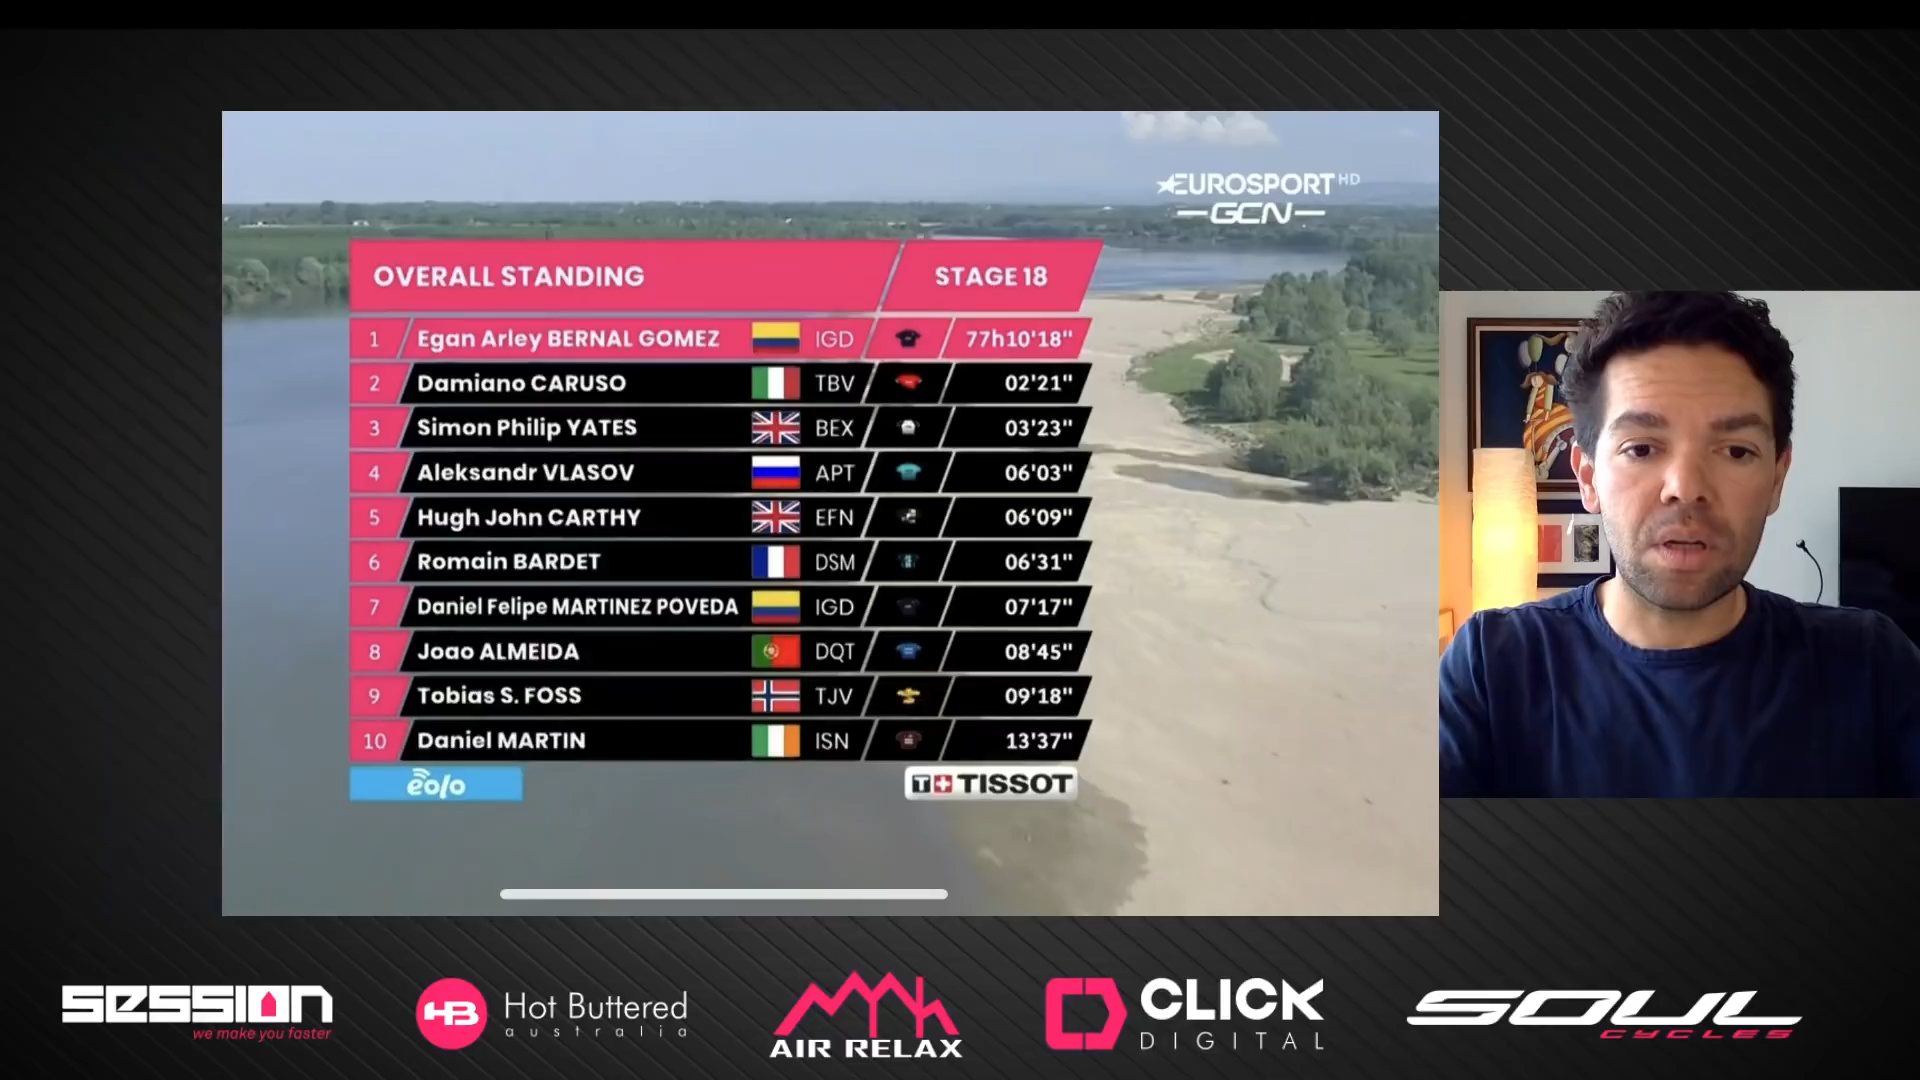 EUROSPORT HD
GCN
OVERALL STANDING STAGE 18
1 Egan Arley BERNAL GOMEZ IGD 77h10'18"
2 Damiano CARUSO TBV 02'21"
3 Simon Philip YATES BEX 03'23"
4 Aleksandr VLASOV APT 06'03"
5 Hugh John CARTHY EFN 06'09"
6 Romain BARDET DSM 06'31"
7 Daniel Felipe MARTINEZ POVEDA IGD 07'17"
8 Joao ALMEIDA DQT 08'45"
9 Tobias S. FOSS TJV 09'18"
10 Daniel MARTIN ISN 13'37"
eolo T+ TISSOT
SESSION
we make you faster
HB Hot Buttered
australia
AIR RELAX
CLICK
DIGITAL
SOUL
CYCLES